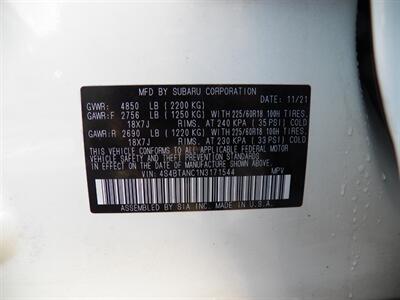 MFD BY SUBARU CORPORATION
GVWR: 4850 LB (2200 KG) DATE: 11/21
GAWR:F 2756 LB (1250 KG) WITH 225/60R18 100H TIRES,
18X7J RIMS, AT 240 KPA (35 PSI) COLD
GAWR:R 2690 LB (1220 KG) WITH 225/60R18 100H TIRES,
18X7J RIMS, AT 230 KPA (33 PSI) COLD
THIS VEHICLE CONFORMS TO ALL APPLICABLE FEDERAL
MOTOR VEHICLE SAFETY, BUMPER, AND THEFT PREVENTION
STANDARDS IN EFFECT ON THE DATE OF MANUFACTURE SHOWN ABOVE.
VIN: 4S4BTANC1N3171544 MPV
ASSEMBLED BY SIA INC. MADE IN U.S.A.